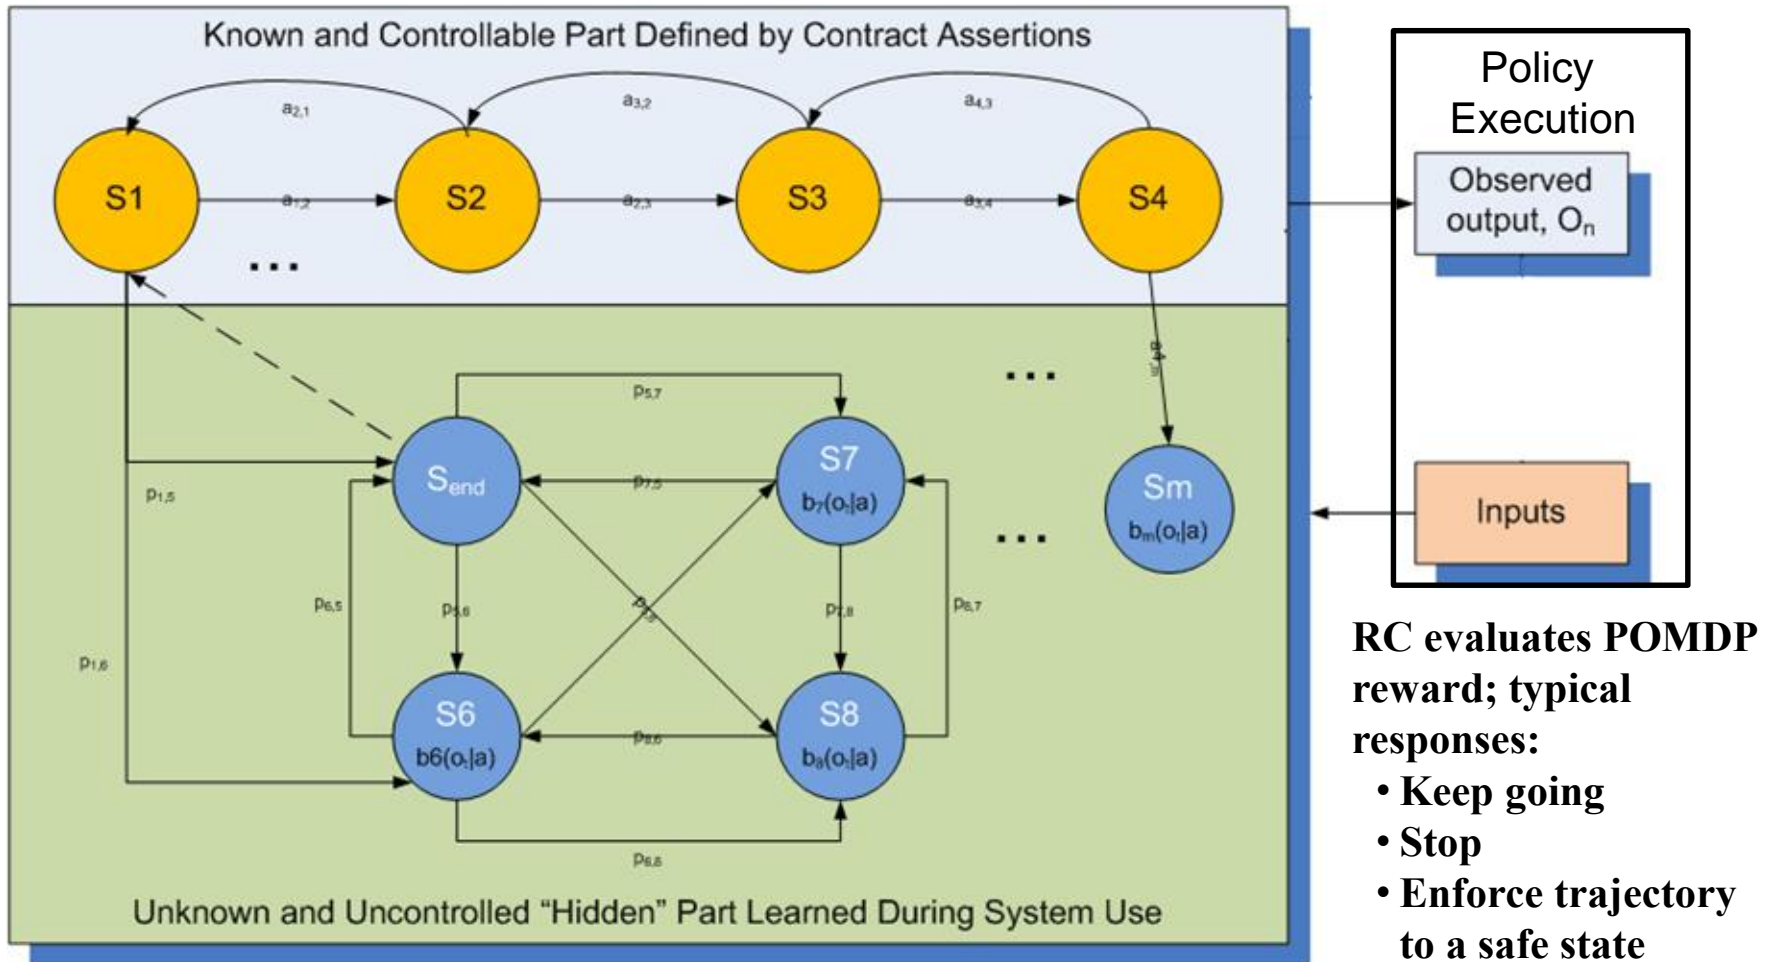 Known and Controllable Part Defined by Contract Assertions
a2,1
a3,2
a4,3
S1
a1,2
S2
a2,3
S3
a3,4
S4
...
a4,m
...
p5,7
Send
p7,5
S7
b7(ot|a)
Sm
bm(ot|a)
...
p1,5
p6,5
p5,6
p7,8
p8,7
p1,6
S6
b6(ot|a)
p8,6
S8
b8(ot|a)
Unknown and Uncontrolled “Hidden” Part Learned During System Use
Policy
Execution
Observed
output, On
Inputs
RC evaluates POMDP
reward; typical
responses:
• Keep going
• Stop
• Enforce trajectory
to a safe state